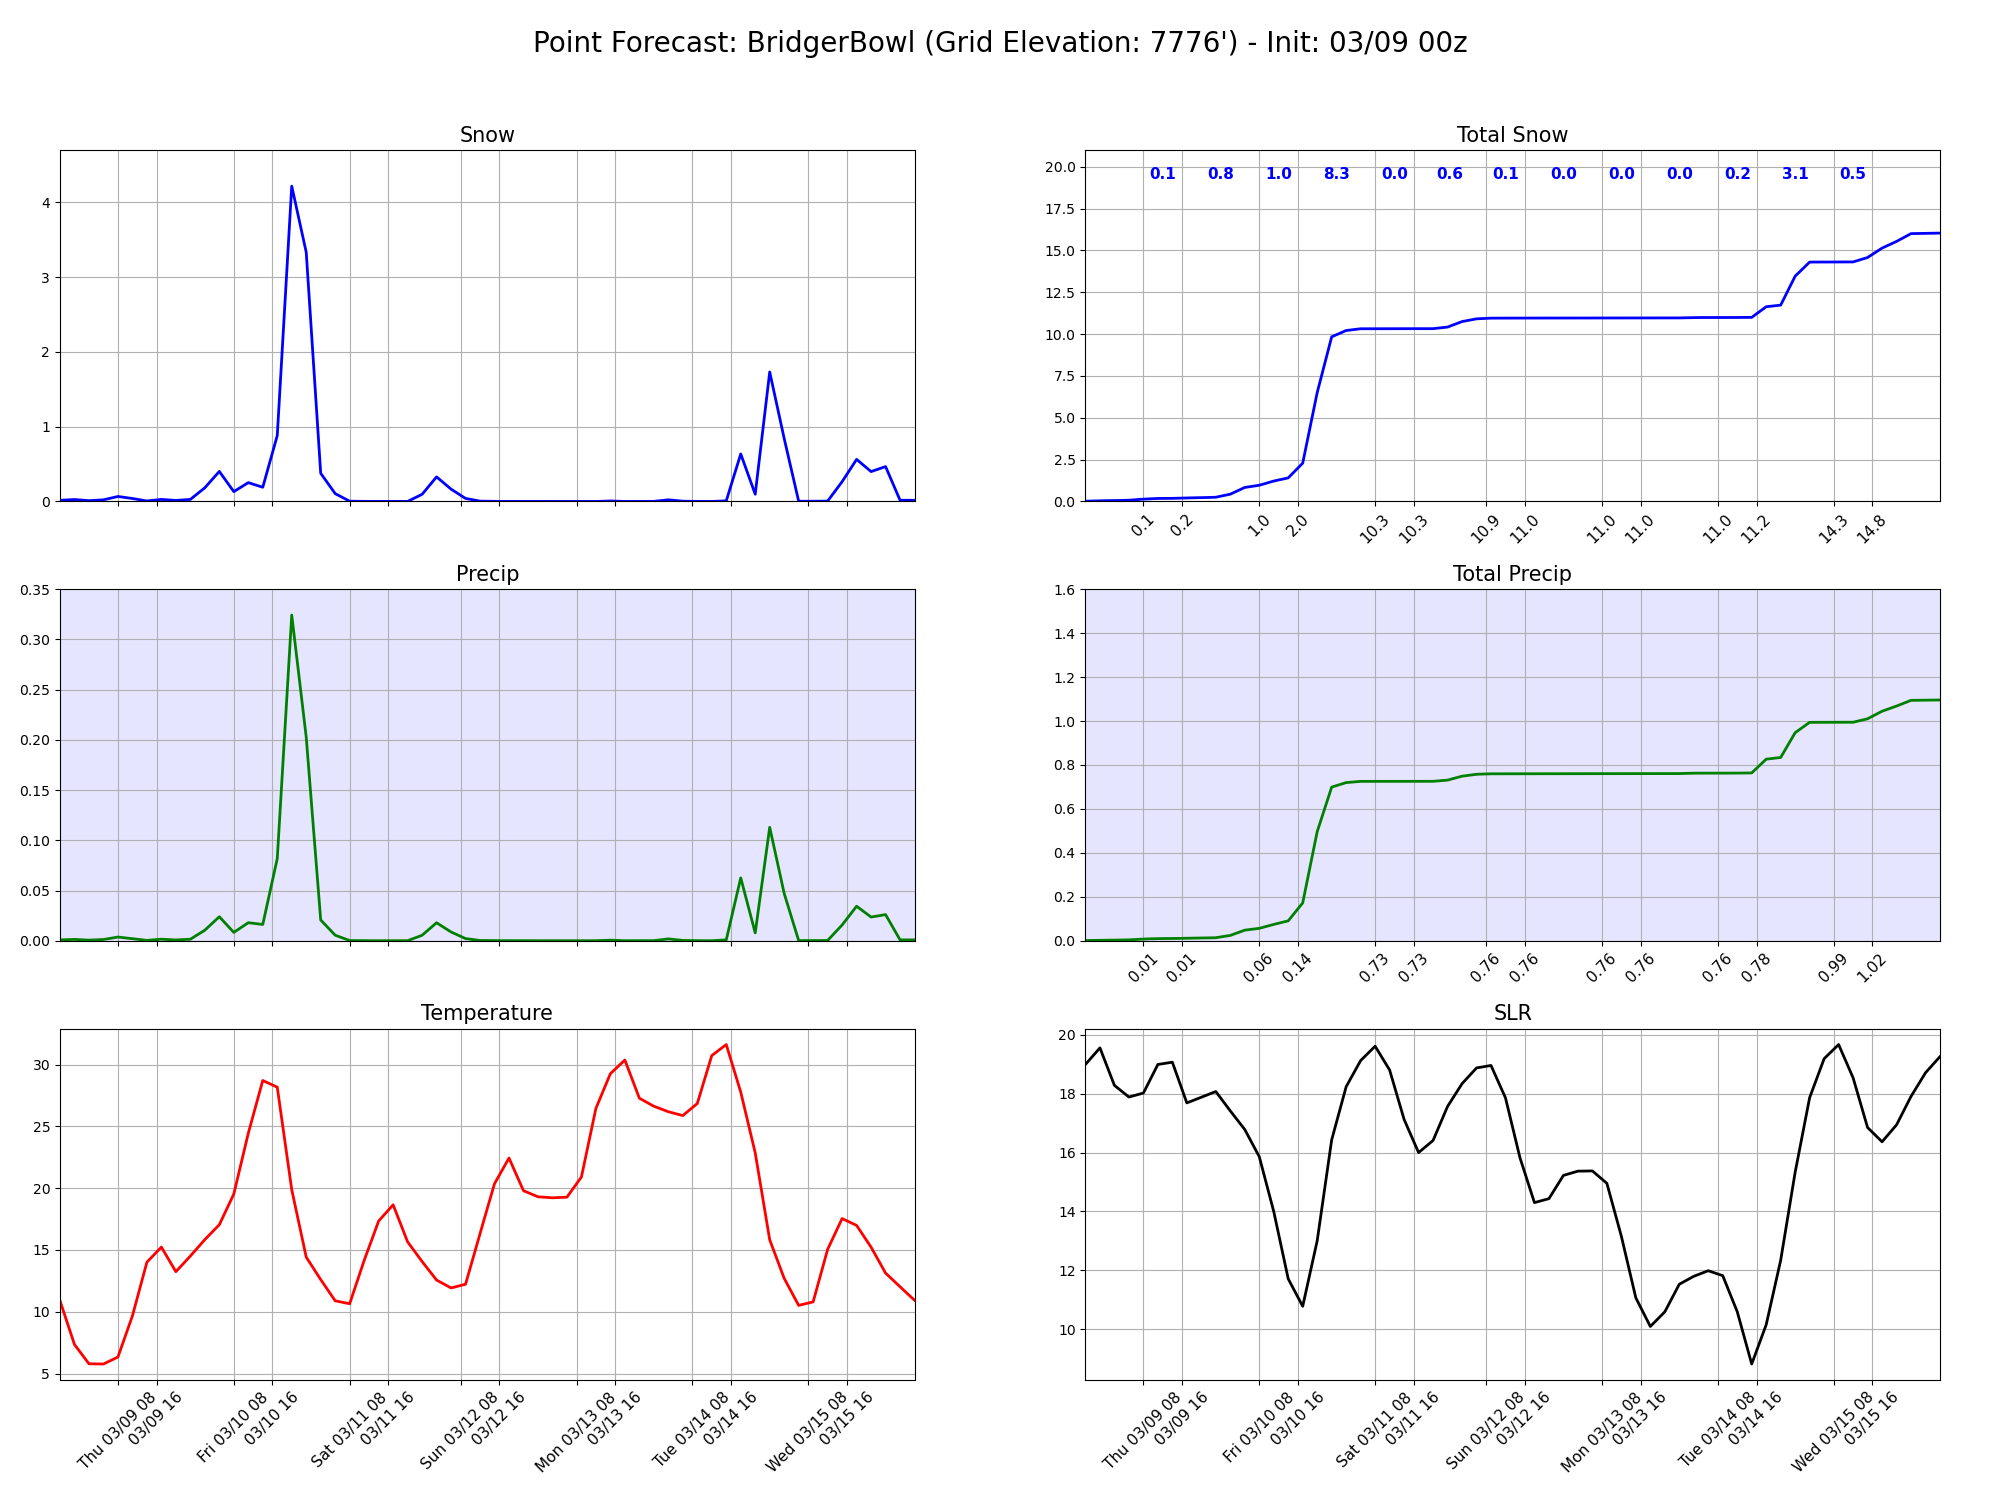 Point Forecast: BridgerBowl (Grid Elevation: 7776') - Init: 03/09 00z
Snow
4
3
2
1
0
Total Snow
20.0
17.5
15.0
12.5
10.0
7.5
5.0
2.5
0.0
0.1 0.8 1.0 8.3 0.0 0.6 0.1 0.0 0.0 0.0 0.2 3.1 0.5
0.1 0.2 1.0 2.0 10.3 10.3 10.9 11.0 11.0 11.0 11.0 11.2 14.3 14.8
Precip
0.35
0.30
0.25
0.20
0.15
0.10
0.05
0.00
Total Precip
1.6
1.4
1.2
1.0
0.8
0.6
0.4
0.2
0.0
0.01 0.01 0.06 0.14 0.73 0.73 0.76 0.76 0.76 0.76 0.76 0.78 0.99 1.02
Temperature
30
25
20
15
10
5
Thu 03/09 08
03/09 16
Fri 03/10 08
03/10 16
Sat 03/11 08
03/11 16
Sun 03/12 08
03/12 16
Mon 03/13 08
03/13 16
Tue 03/14 08
03/14 16
Wed 03/15 08
03/15 16
SLR
20
18
16
14
12
10
Thu 03/09 08
03/09 16
Fri 03/10 08
03/10 16
Sat 03/11 08
03/11 16
Sun 03/12 08
03/12 16
Mon 03/13 08
03/13 16
Tue 03/14 08
03/14 16
Wed 03/15 08
03/15 16